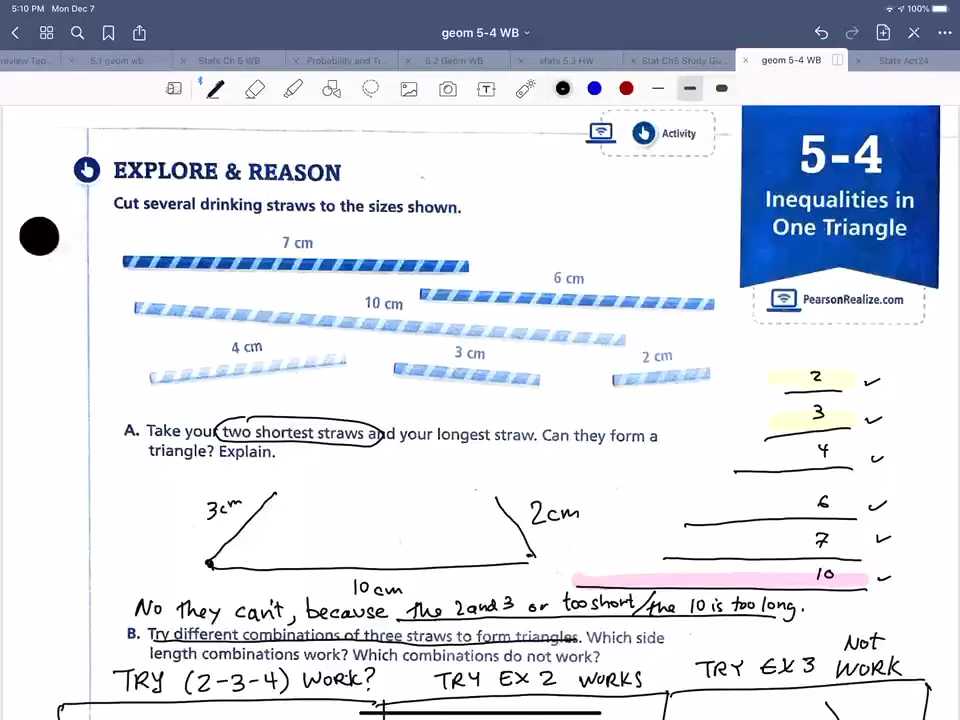 5:10 PM Mon Dec 7
100%
geom 5-4 WB
5.1 geom wb
Stats Ch 5 WB
Probability and Tr...
5.2 Geom WB
sfats 5.3 HW
Stat Ch5 Study Gu...
geom 5-4 WB
Stats Act24
Activity
5-4
Inequalities in
One Triangle
PearsonRealize.com
EXPLORE & REASON
Cut several drinking straws to the sizes shown.
7 cm
6 cm
10 cm
4 cm
3 cm
2 cm
2
3
4
6
7
10
A. Take your two shortest straws and your longest straw. Can they form a
triangle? Explain.
3cm
2cm
10cm
No they can't, because the 2 and 3 or too short/the 10 is too long.
B. Try different combinations of three straws to form triangles. Which side
length combinations work? Which combinations do not work?
TRY (2-3-4) WORK?
TRY EX 2 WORKS
TRY EX 3 NOT WORK